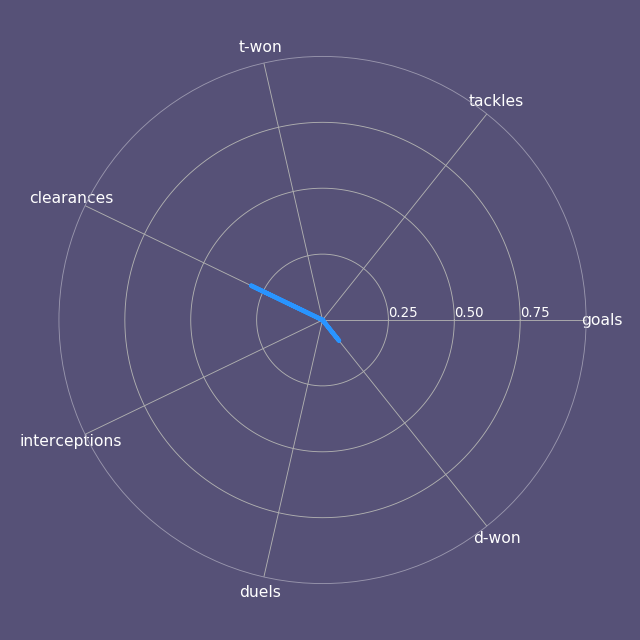 t-won
tackles
clearances
0.25 0.50 0.75
goals
interceptions
d-won
duels